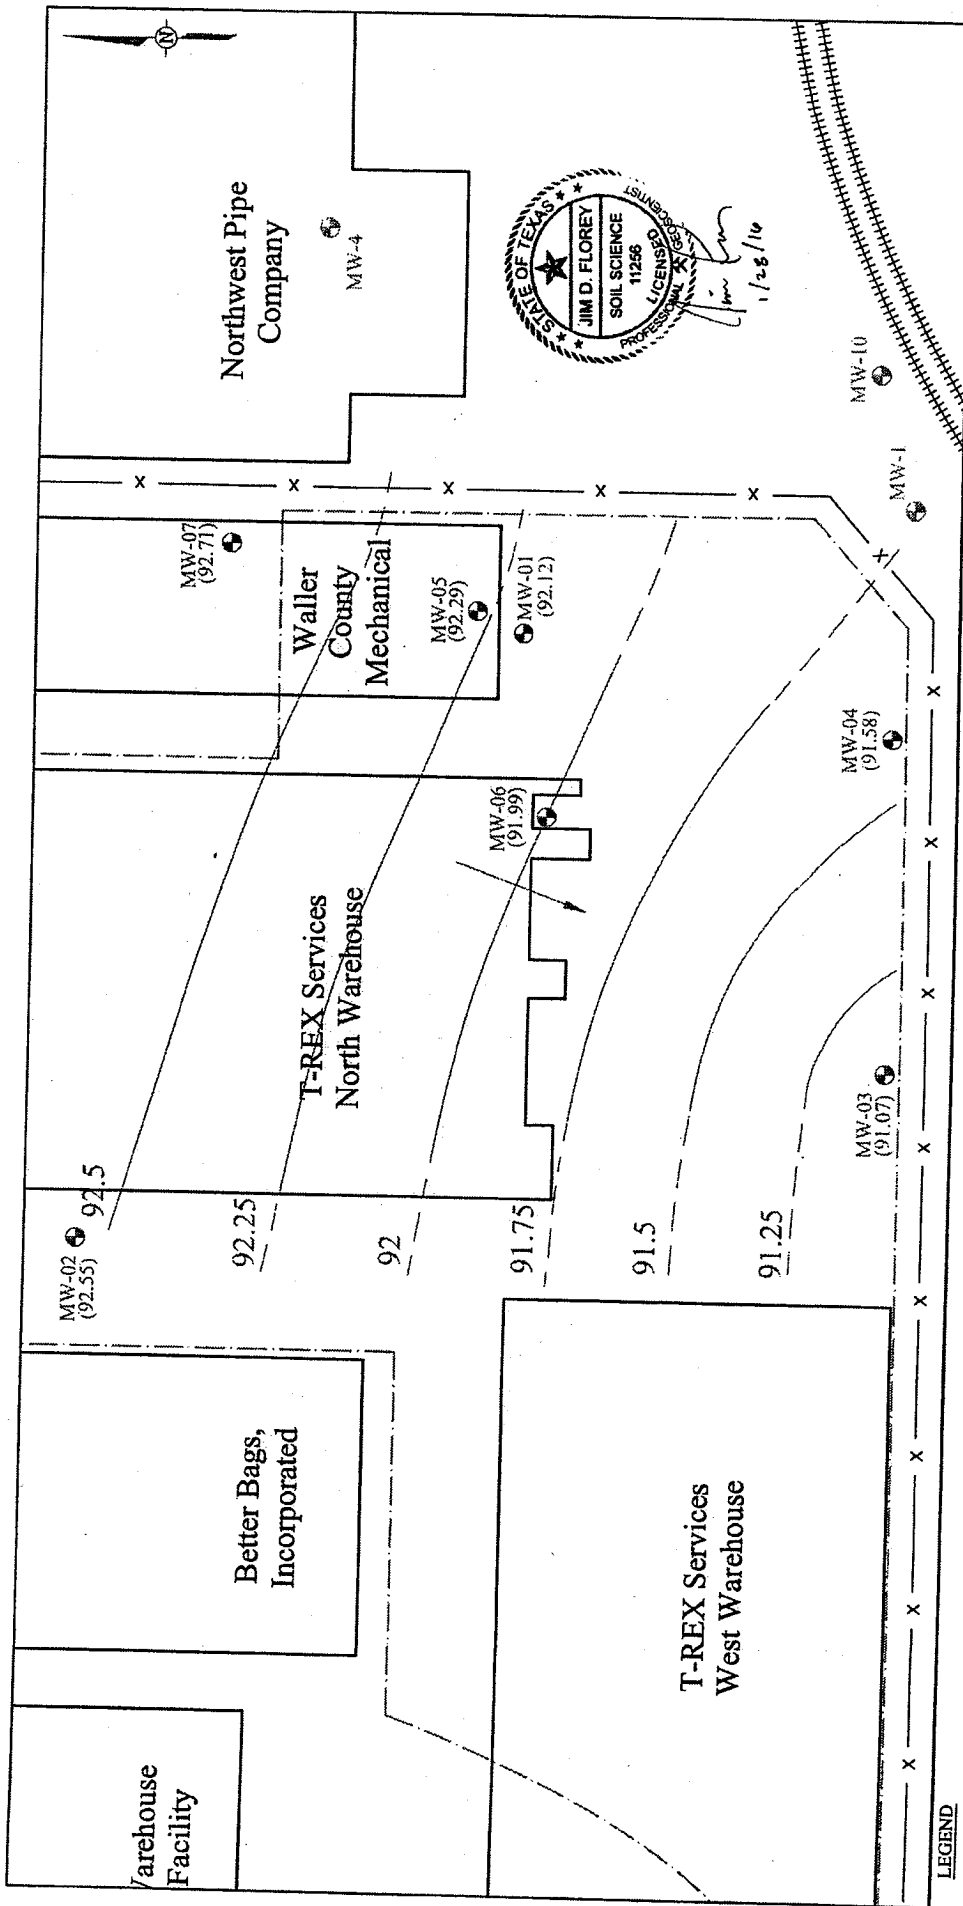 N
Northwest Pipe
Company
MW-4
STATE OF TEXAS
JIM D. FLOREY
SOIL SCIENCE
11256
LICENSED
PROFESSIONAL GEOSCIENTIST
1/28/16
MW-10
MW-1
MW-07
(92.71)
Waller
County
Mechanical
MW-05
(92.29)
MW-01
(92.12)
MW-04
(91.58)
MW-06
(91.99)
T-REX Services
North Warehouse
MW-03
(91.07)
MW-02
(92.55)
92.5
92.25
92
91.75
91.5
91.25
Better Bags,
Incorporated
T-REX Services
West Warehouse
Varehouse
Facility
LEGEND
X X X X X X X X X X X X X X X